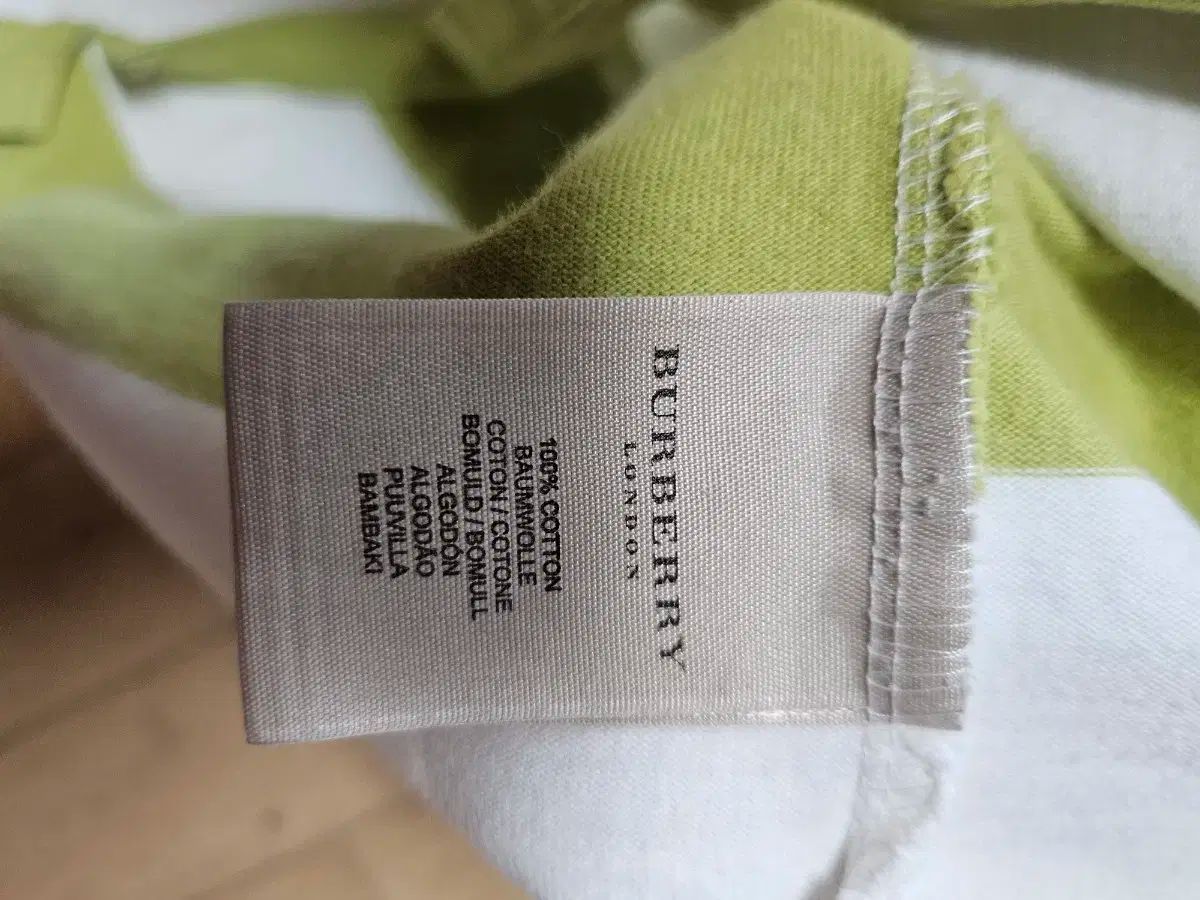 BURBERRY
LONDON
100% COTTON
BAUMWOLLE
COTON / COTONE
BOMULD / BOMULL
ALGODÓN
ALGODÃO
PUUVILLA
BAMBAKI